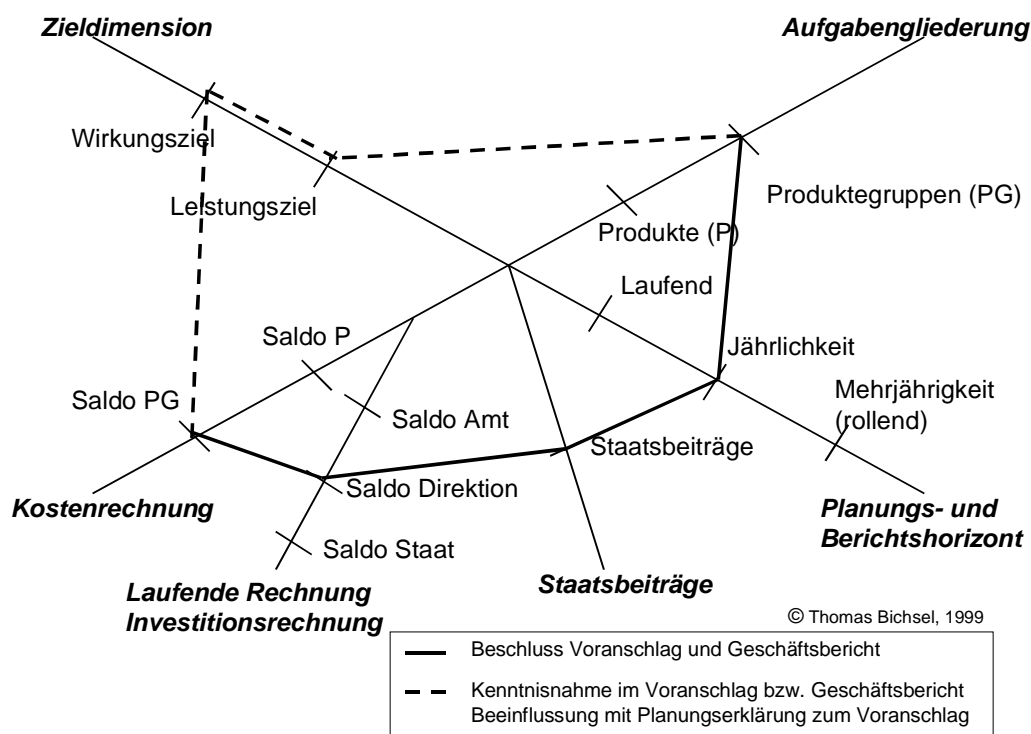 Zieldimension
Aufgabengliederung
Wirkungsziel
Leistungsziel
Produktegruppen (PG)
Produkte (P)
Laufend
Saldo P
Jährlichkeit
Saldo PG
Mehrjährigkeit
(rollend)
Saldo Amt
Staatsbeiträge
Saldo Direktion
Kostenrechnung
Planungs- und
Berichtshorizont
Saldo Staat
Laufende Rechnung
Investitionsrechnung
Staatsbeiträge
© Thomas Bichsel, 1999
Beschluss Voranschlag und Geschäftsbericht
Kenntnisnahme im Voranschlag bzw. Geschäftsbericht
Beeinflussung mit Planungserklärung zum Voranschlag